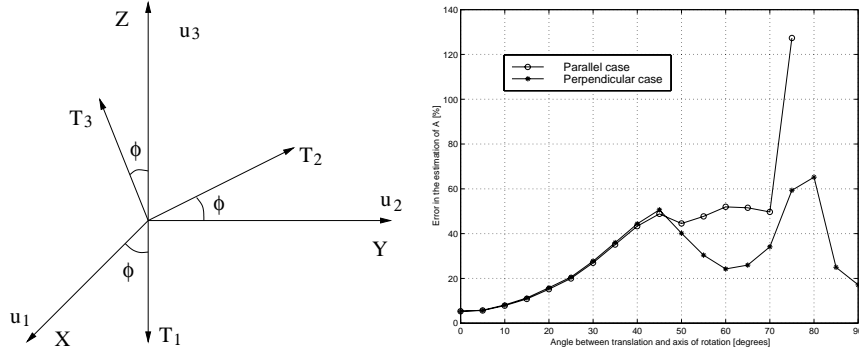 Z
u3
T3
ϕ
T2
ϕ
u2
Y
ϕ
u1
X
T1
140
120
100
80
60
40
20
0
Error in the estimation of A [%]
Parallel case
Perpendicular case
0 10 20 30 40 50 60 70 80 90
Angle between translation and axis of rotation [degrees]